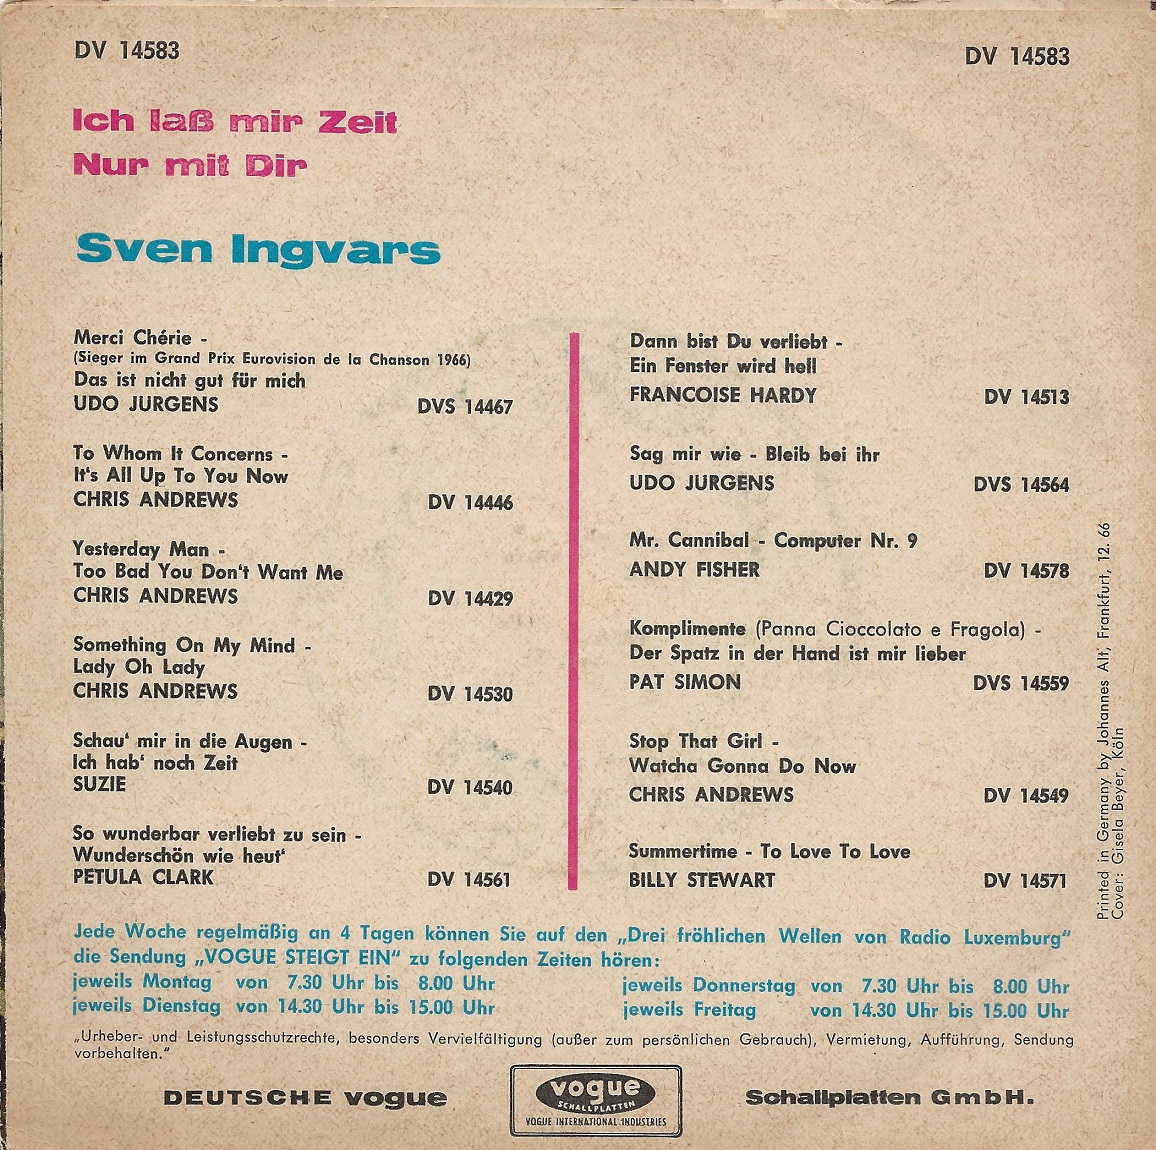 DV 14583
DV 14583
Ich laß mir Zeit
Nur mit Dir
Sven Ingvars
Merci Chérie -
(Sieger im Grand Prix Eurovision de la Chanson 1966)
Das ist nicht gut für mich
UDO JURGENS DVS 14467
To Whom It Concerns -
It's All Up To You Now
CHRIS ANDREWS DV 14446
Yesterday Man -
Too Bad You Don't Want Me
CHRIS ANDREWS DV 14429
Something On My Mind -
Lady Oh Lady
CHRIS ANDREWS DV 14530
Schau' mir in die Augen -
Ich hab' noch Zeit
SUZIE DV 14540
So wunderbar verliebt zu sein -
Wunderschön wie heut'
PETULA CLARK DV 14561
Dann bist Du verliebt -
Ein Fenster wird hell
FRANCOISE HARDY DV 14513
Sag mir wie - Bleib bei ihr
UDO JURGENS DVS 14564
Mr. Cannibal - Computer Nr. 9
ANDY FISHER DV 14578
Komplimente (Panna Cioccolato e Fragola) -
Der Spatz in der Hand ist mir lieber
PAT SIMON DVS 14559
Stop That Girl -
Watcha Gonna Do Now
CHRIS ANDREWS DV 14549
Summertime - To Love To Love
BILLY STEWART DV 14571
Printed in Germany by Johannes Alt, Frankfurt, 12. 66
Cover: Gisela Beyer, Köln
Jede Woche regelmäßig an 4 Tagen können Sie auf den „Drei fröhlichen Wellen von Radio Luxemburg"
die Sendung „VOGUE STEIGT EIN" zu folgenden Zeiten hören:
jeweils Montag von 7.30 Uhr bis 8.00 Uhr
jeweils Dienstag von 14.30 Uhr bis 15.00 Uhr
jeweils Donnerstag von 7.30 Uhr bis 8.00 Uhr
jeweils Freitag von 14.30 Uhr bis 15.00 Uhr
„Urheber- und Leistungsschutzrechte, besonders Vervielfältigung (außer zum persönlichen Gebrauch), Vermietung, Aufführung, Sendung
vorbehalten."
DEUTSCHE vogue
vogue
SCHALLPLATTEN
VOGUE INTERNATIONAL INDUSTRIES
Schallplatten GmbH.